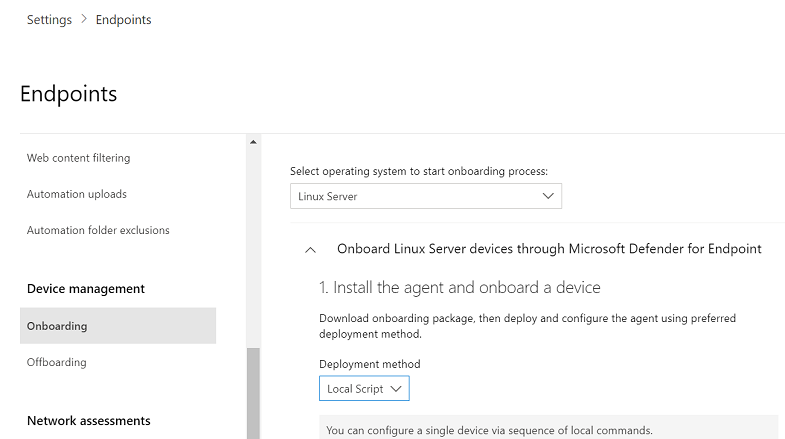 Settings > Endpoints
Endpoints
Web content filtering
Automation uploads
Automation folder exclusions
Device management
Onboarding
Offboarding
Network assessments
Select operating system to start onboarding process:
Linux Server
Onboard Linux Server devices through Microsoft Defender for Endpoint
1. Install the agent and onboard a device
Download onboarding package, then deploy and configure the agent using preferred
deployment method.
Deployment method
Local Script
You can configure a single device via sequence of local commands.